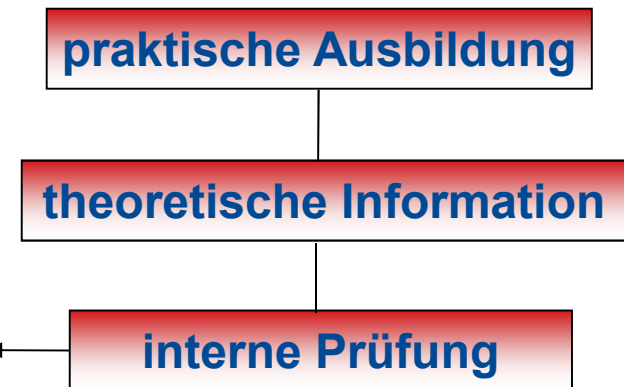 praktische Ausbildung
theoretische Information
interne Prüfung